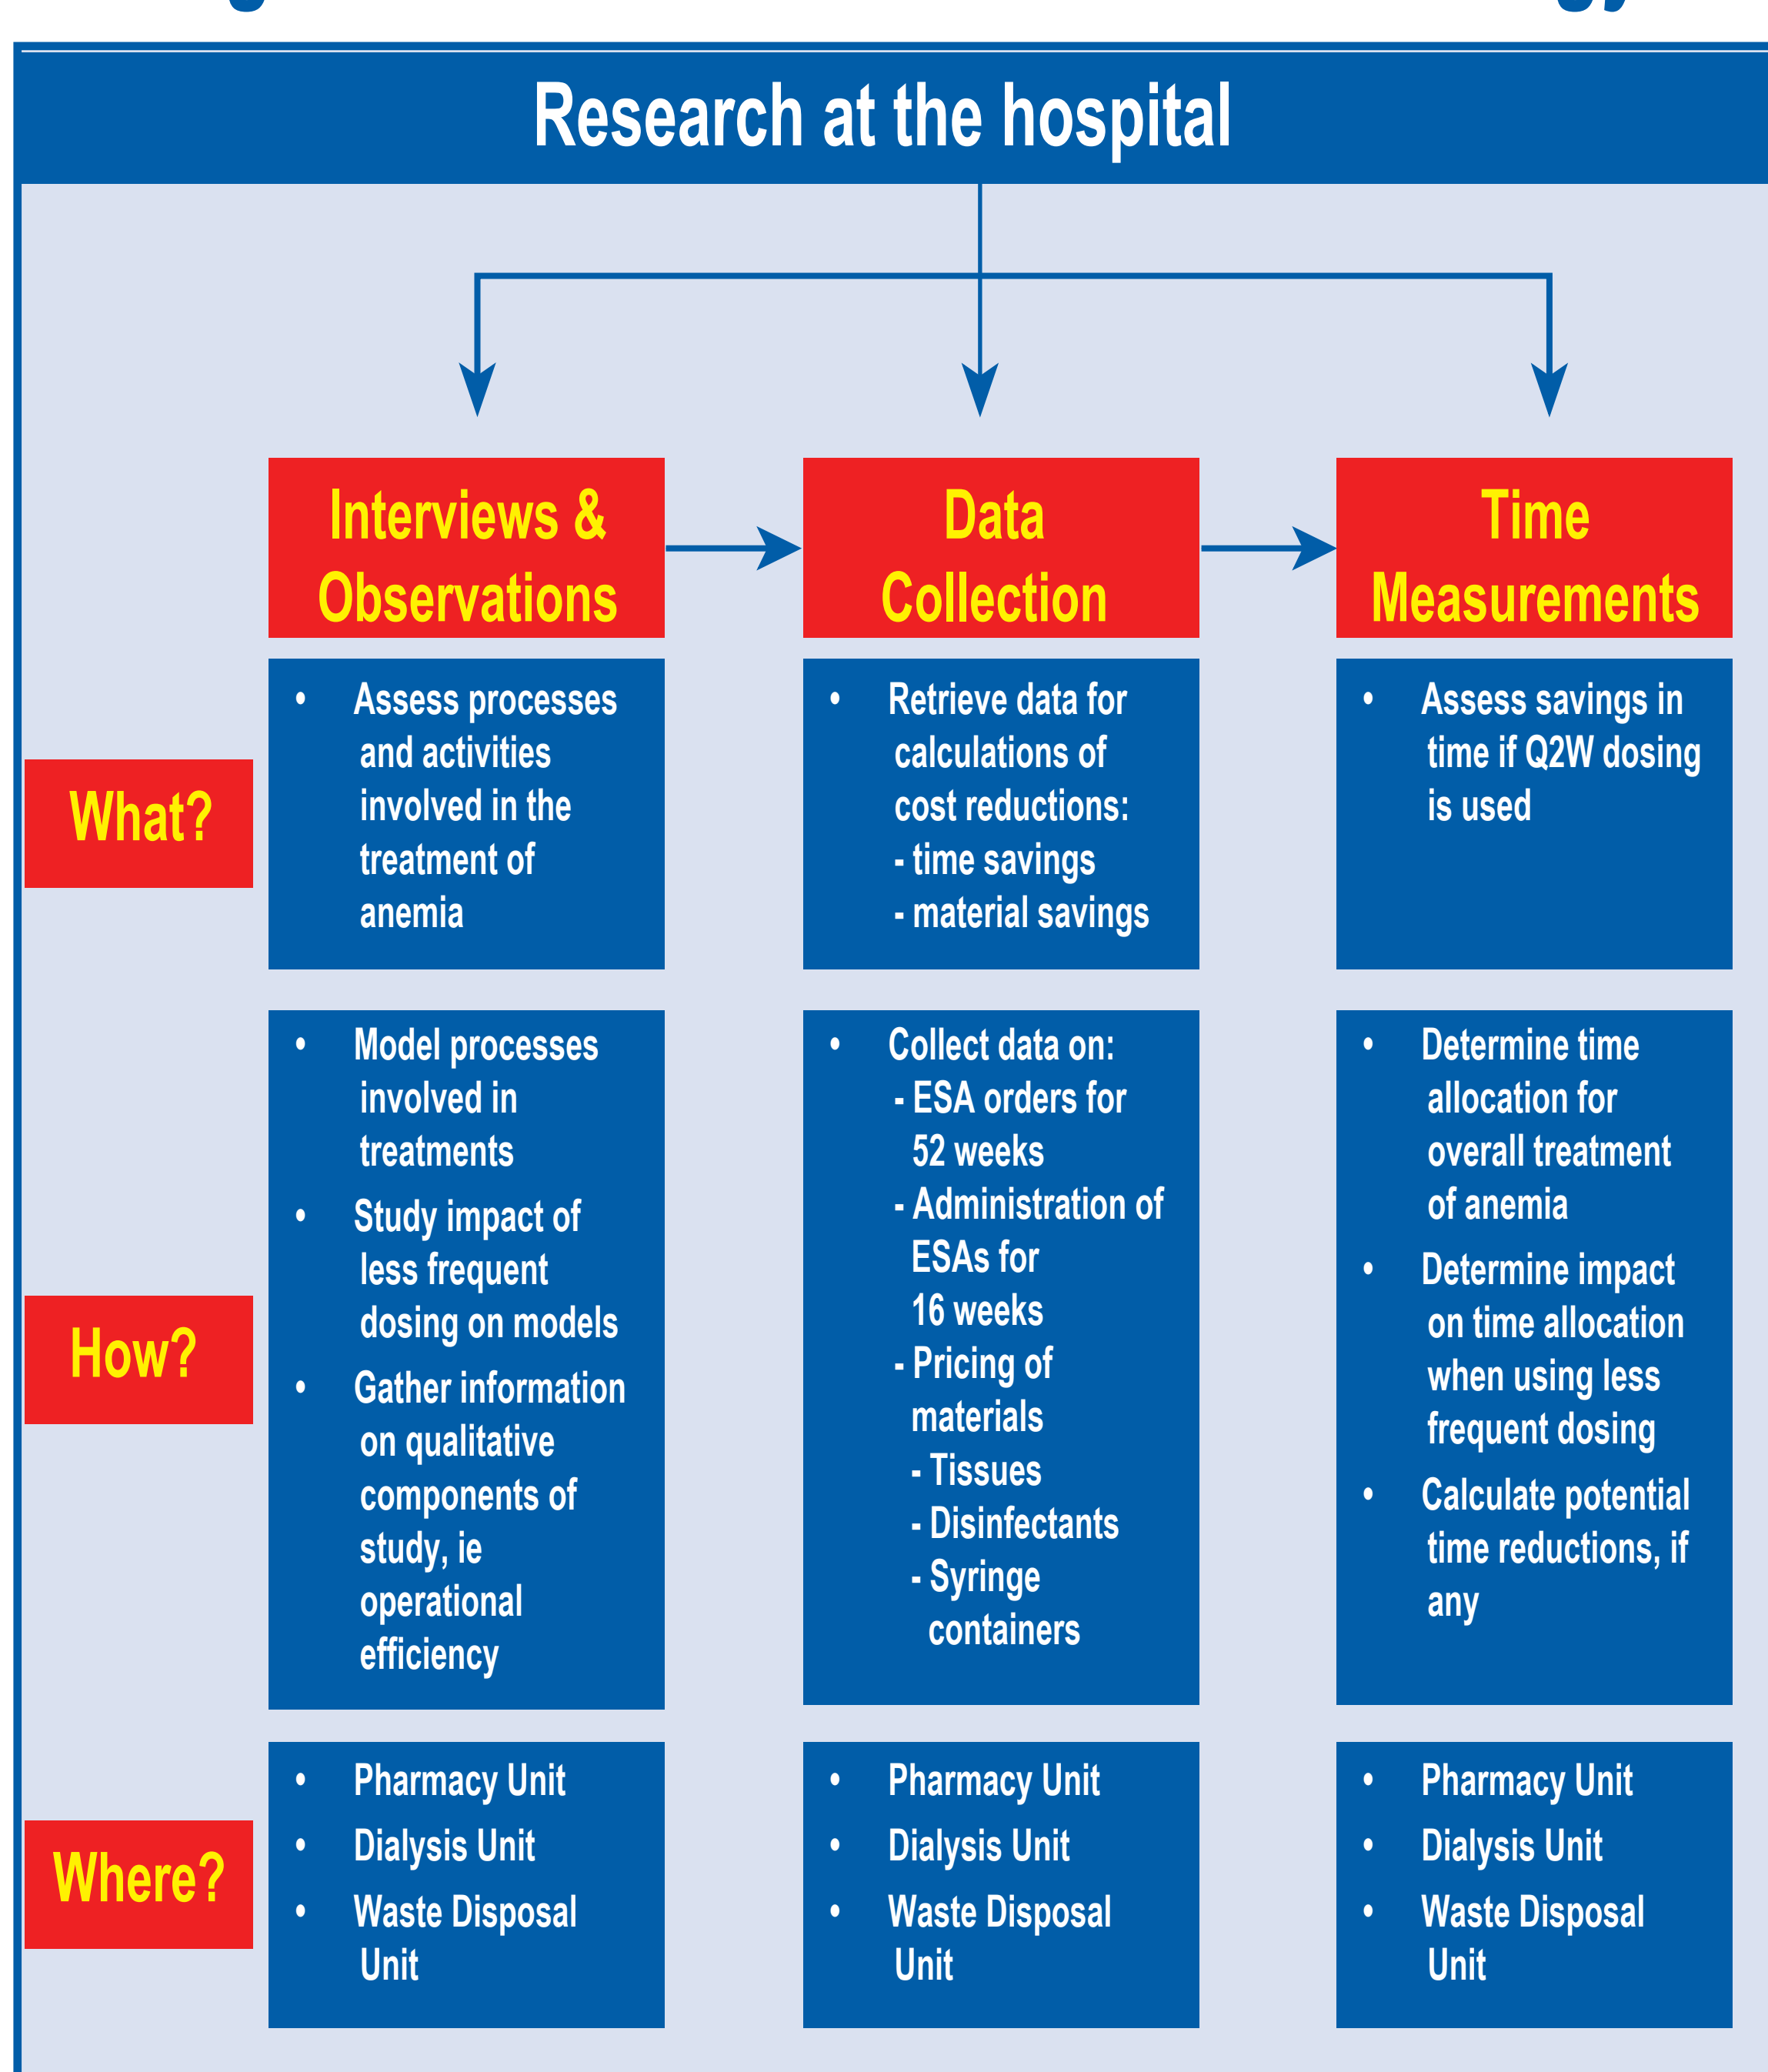 Research at the hospital
Interviews &
Observations
Data
Collection
Time
Measurements
What?
• Assess processes
and activities
involved in the
treatment of
anemia
• Retrieve data for
calculations of
cost reductions:
- time savings
- material savings
• Assess savings in
time if Q2W dosing
is used
How?
• Model processes
involved in
treatments
• Study impact of
less frequent
dosing on models
• Gather information
on qualitative
components of
study, ie
operational
efficiency
• Collect data on:
- ESA orders for
52 weeks
- Administration of
ESAs for
16 weeks
- Pricing of
materials
- Tissues
- Disinfectants
- Syringe
containers
• Determine time
allocation for
overall treatment
of anemia
• Determine impact
on time allocation
when using less
frequent dosing
• Calculate potential
time reductions, if
any
Where?
• Pharmacy Unit
• Dialysis Unit
• Waste Disposal
Unit
• Pharmacy Unit
• Dialysis Unit
• Waste Disposal
Unit
• Pharmacy Unit
• Dialysis Unit
• Waste Disposal
Unit